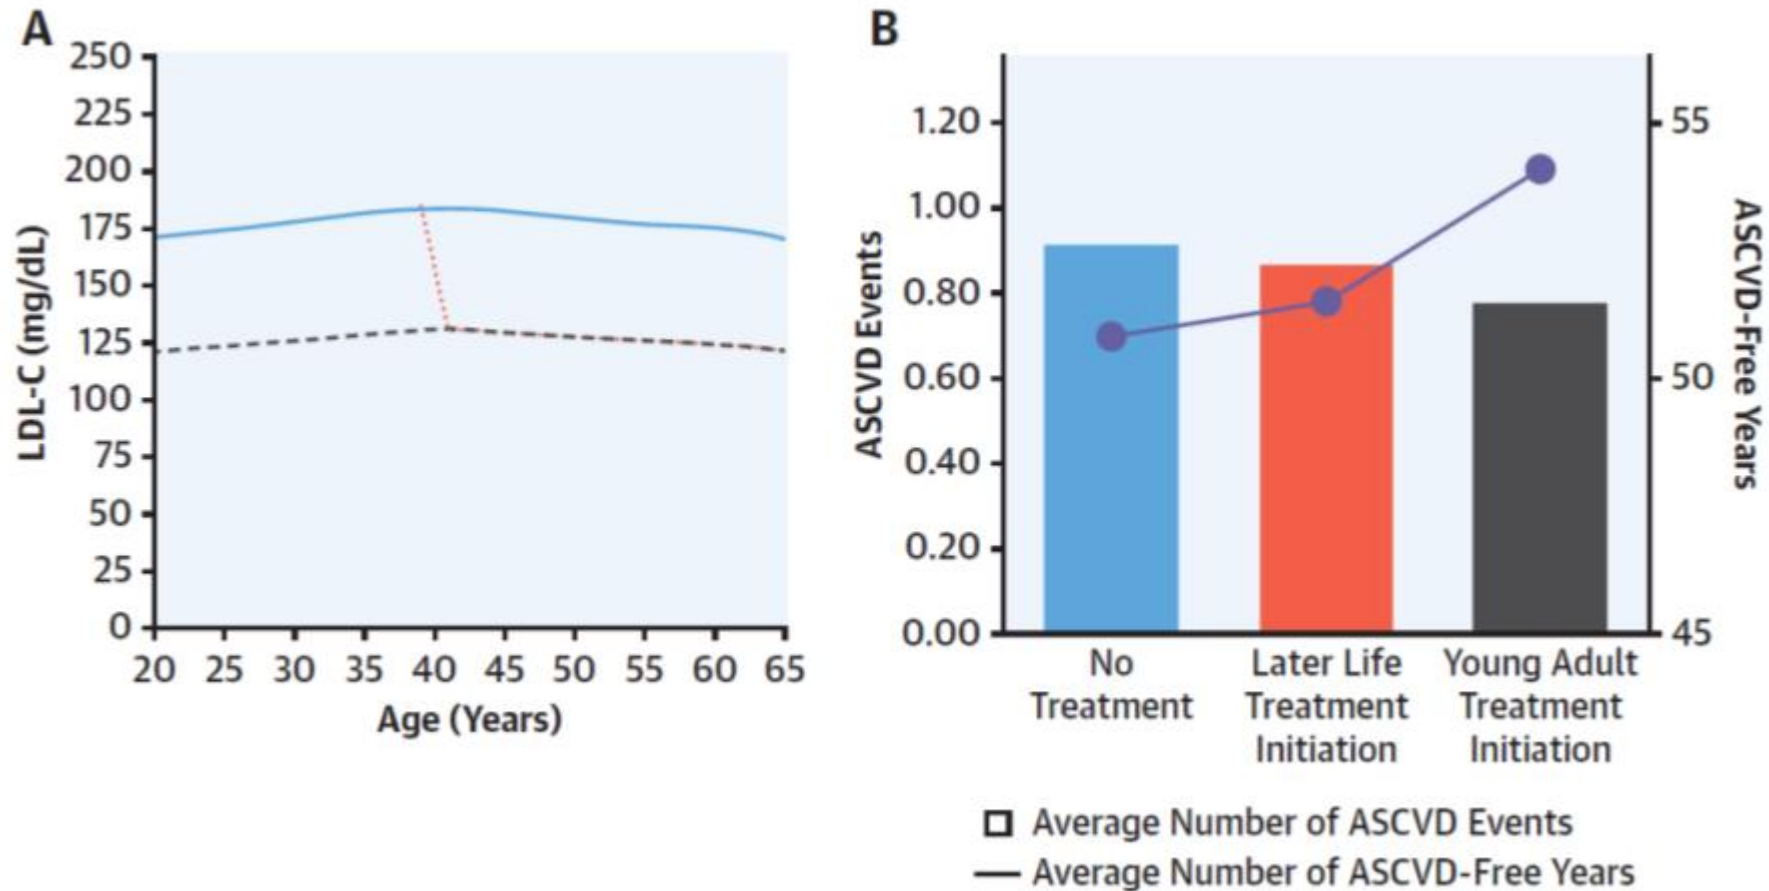 A
250
225
200
175
150
125
100
75
50
25
0
LDL-C (mg/dL)
20 25 30 35 40 45 50 55 60 65
Age (Years)
B
1.20
1.00
0.80
0.60
0.40
0.20
0.00
ASCVD Events
55
50
45
ASCVD-Free Years
No
Treatment
Later Life
Treatment
Initiation
Young Adult
Treatment
Initiation
Average Number of ASCVD Events
Average Number of ASCVD-Free Years